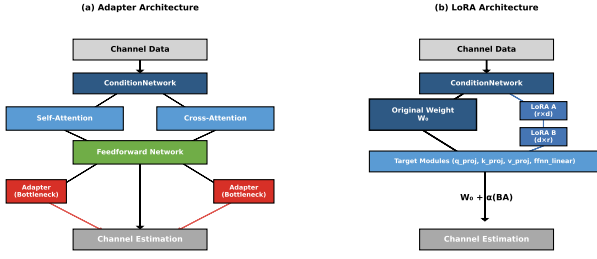 (a) Adapter Architecture
Channel Data
ConditionNetwork
Self-Attention
Cross-Attention
Feedforward Network
Adapter
(Bottleneck)
Adapter
(Bottleneck)
Channel Estimation
(b) LoRA Architecture
Channel Data
ConditionNetwork
Original Weight
W₀
LoRA A
(r×d)
LoRA B
(d×r)
Target Modules (q_proj, k_proj, v_proj, ffnn_linear)
W₀ + α(BA)
Channel Estimation